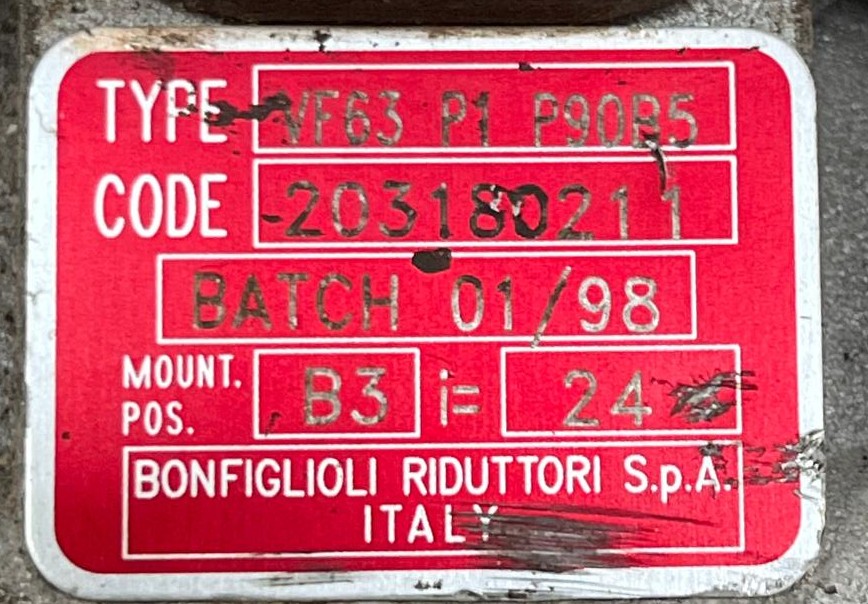 TYPE VF63 P1 P90B5
CODE 203180211
BATCH 01/98
MOUNT. POS. B3 i= 24
BONFIGLIOLI RIDUTTORI S.p.A.
ITALY